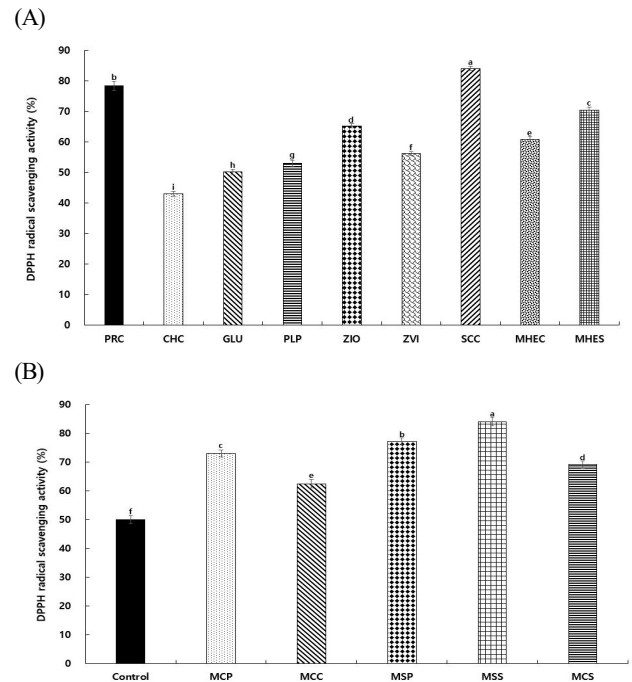 (A)
DPPH radical scavenging activity (%)
90
80
70
60
50
40
30
20
10
0
b
i
h
g
d
f
a
e
c
PRC CHC GLU PLP ZIO ZVI SCC MHEC MHES
(B)
DPPH radical scavenging activity (%)
90
80
70
60
50
40
30
20
10
0
f
c
e
b
a
d
Control MCP MCC MSP MSS MCS